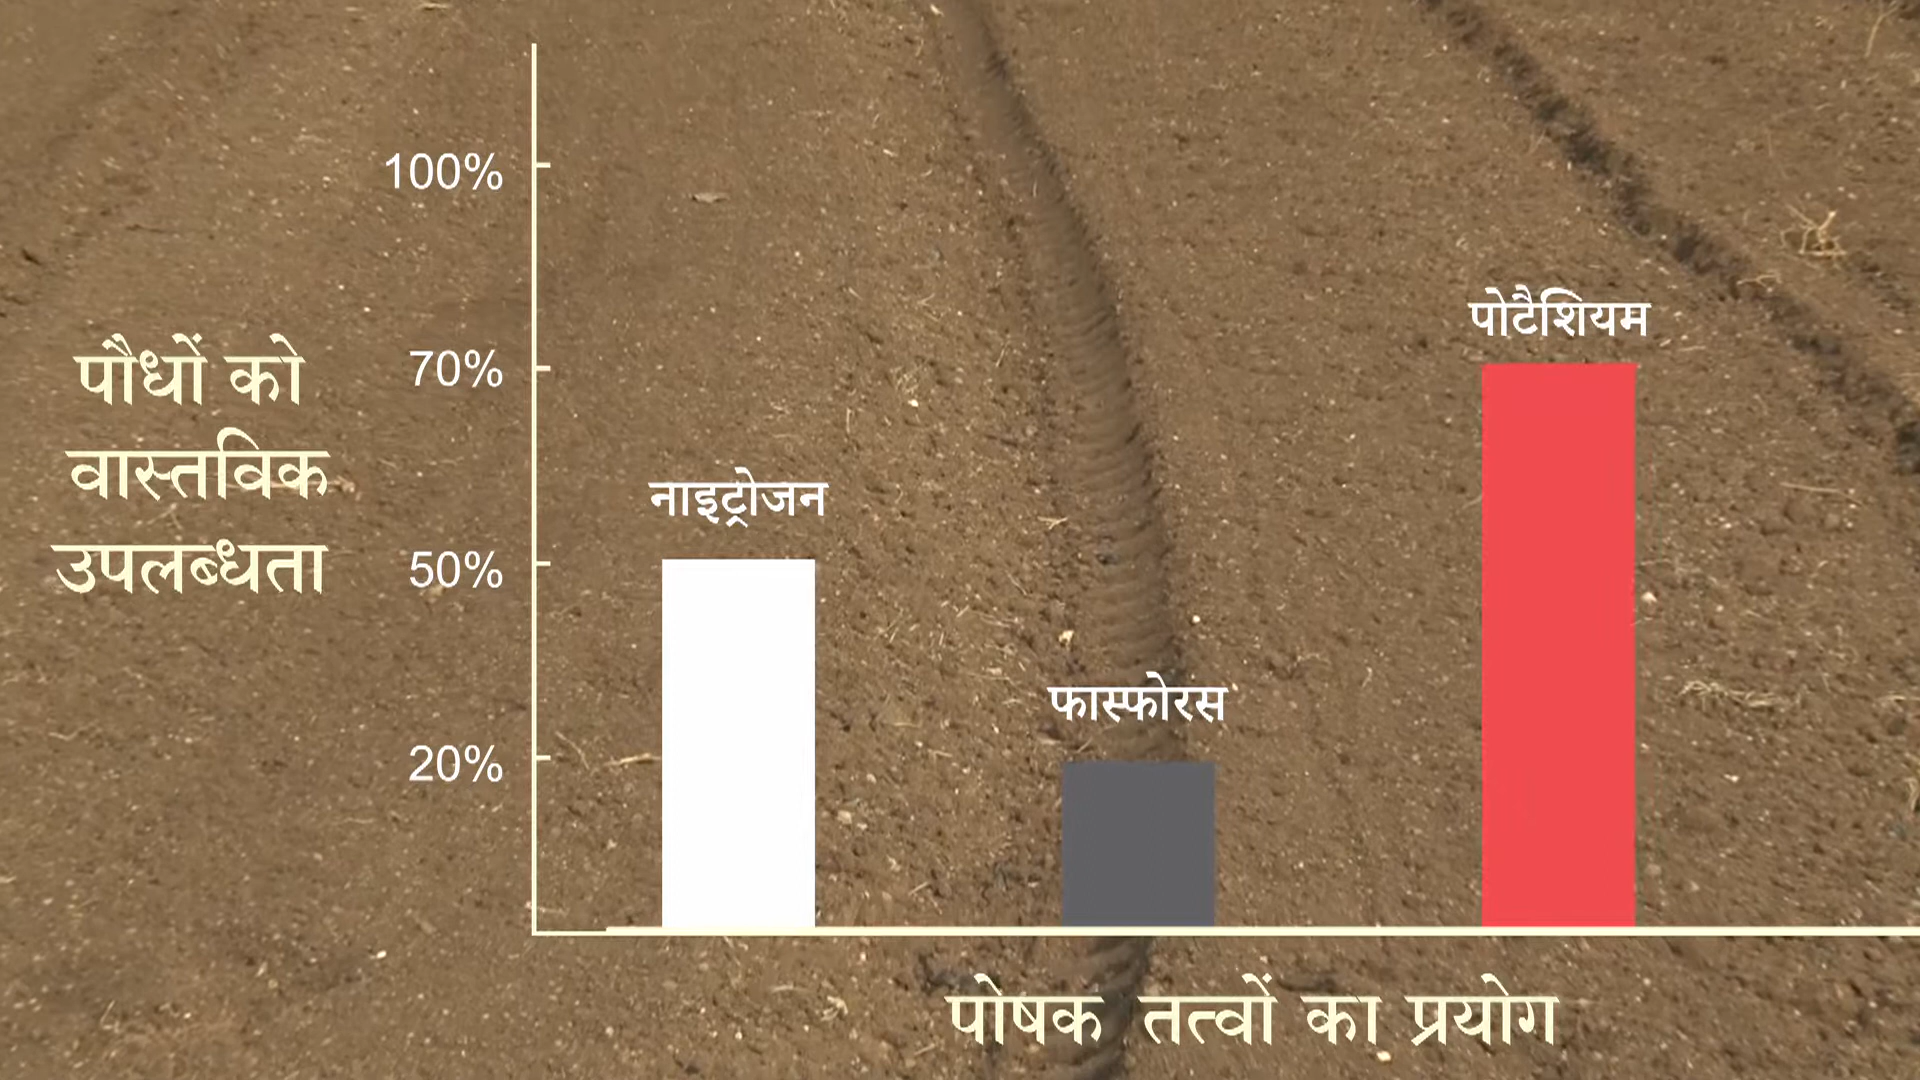 100%
पोटैशियम
पौधों को
70%
वास्तविक
नाइट्रोजन
उपलब्धता
50%
फास्फोरस
20%
पोषक तत्वों का प्रयोग